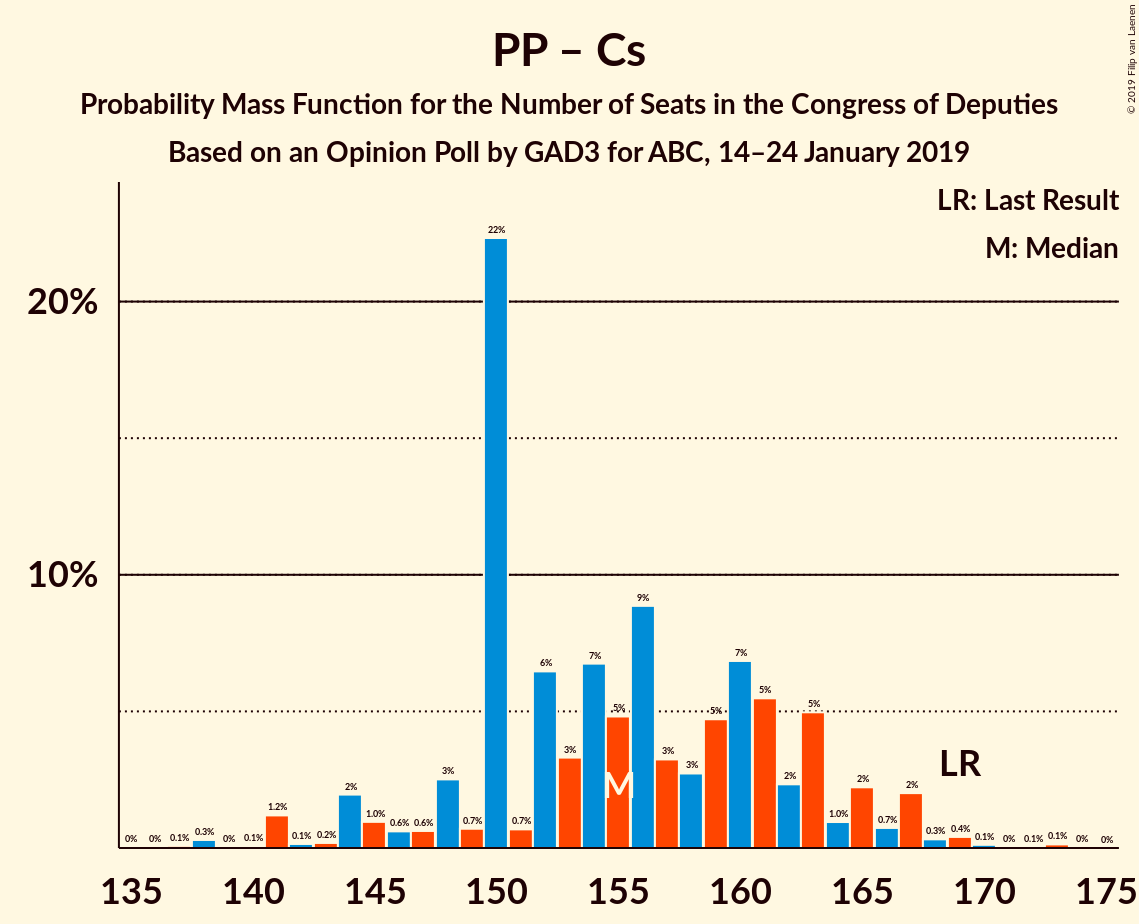 PP – Cs
Probability Mass Function for the Number of Seats in the Congress of Deputies
Based on an Opinion Poll by GAD3 for ABC, 14–24 January 2019
© 2019 Filip van Laenen
LR: Last Result
M: Median
20%
10%
0% 0% 0.1% 0.3% 0% 0.1% 1.2% 0.1% 0.2% 2% 1.0% 0.6% 0.6% 3% 0.7% 22% 0.7% 6% 3% 7% 5% 9% 3% 3% 5% 7% 5% 2% 5% 1.0% 2% 0.7% 2% 0.3% 0.4% 0.1% 0% 0.1% 0.1% 0% 0%
M
LR
135 140 145 150 155 160 165 170 175